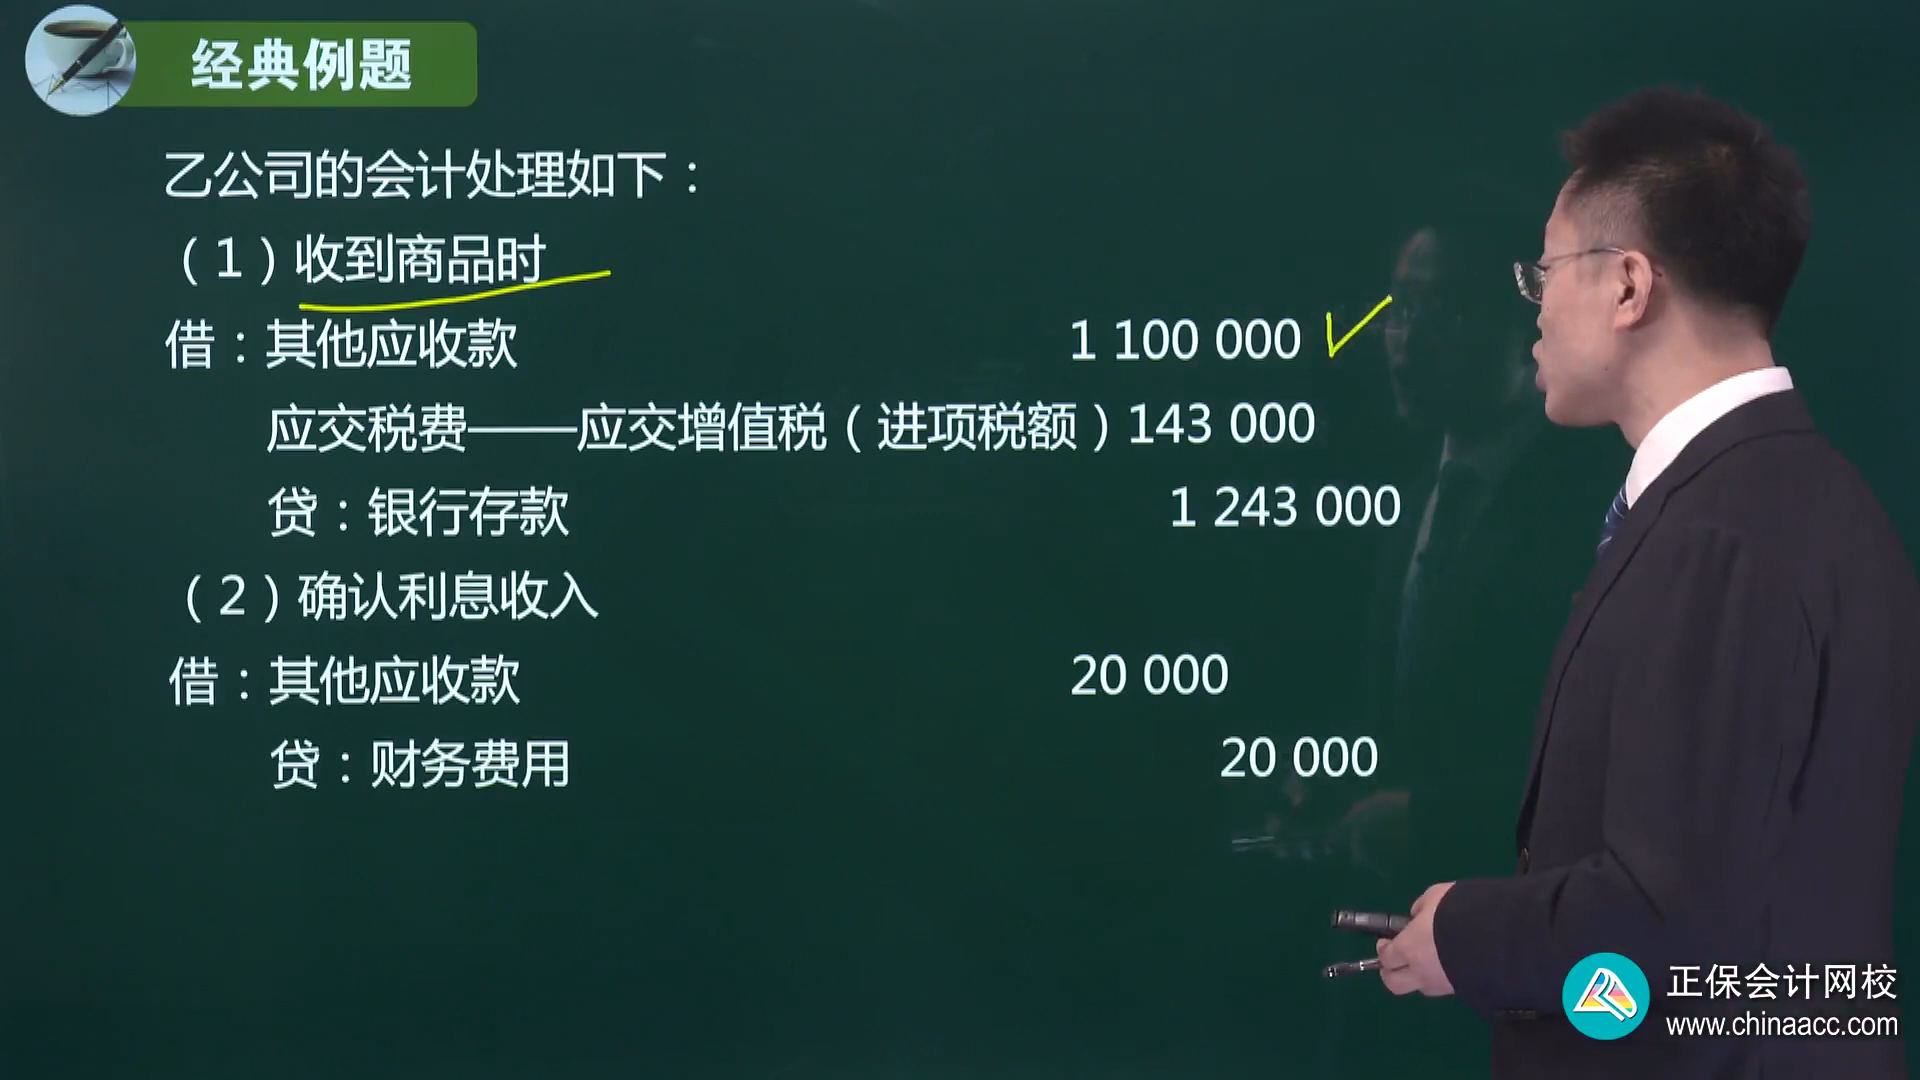 经典例题
乙公司的会计处理如下：
（1）收到商品时
借：其他应收款 1 100 000
应交税费——应交增值税（进项税额）143 000
贷：银行存款 1 243 000
（2）确认利息收入
借：其他应收款 20 000
贷：财务费用 20 000
正保会计网校
www.chinaacc.com